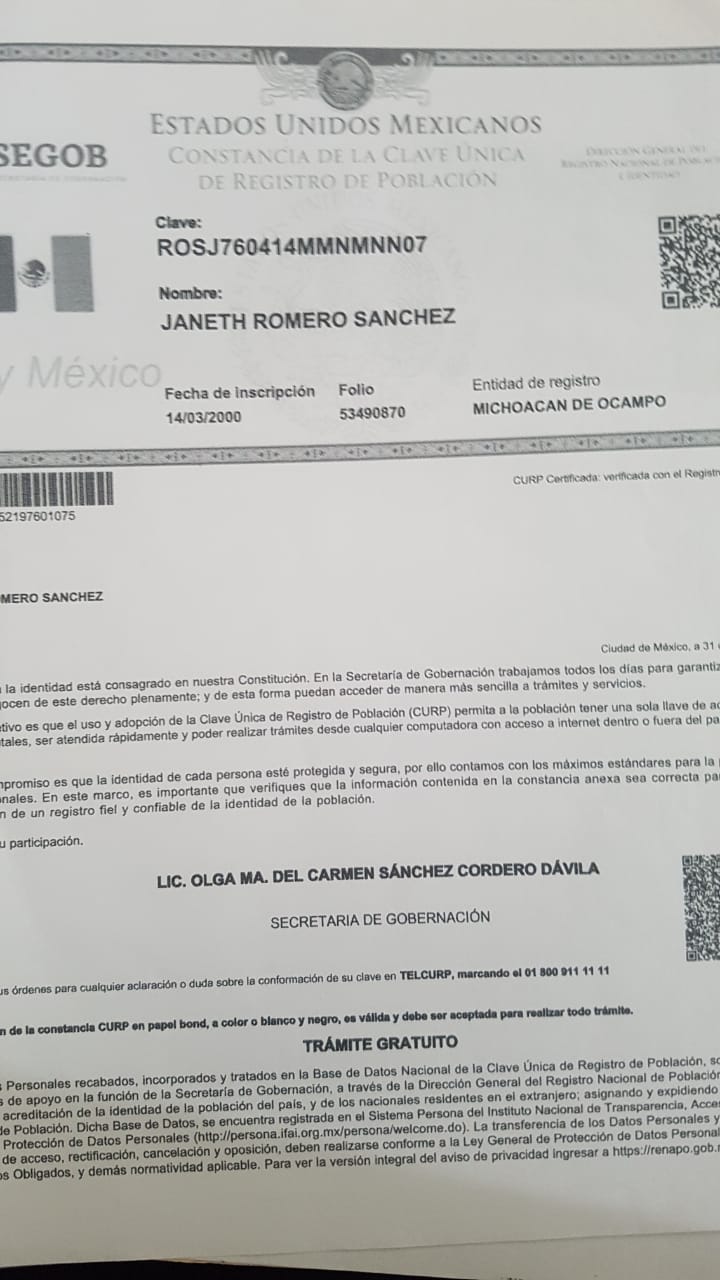 ESTADOS UNIDOS MEXICANOS
SEGOB
CONSTANCIA DE LA CLAVE ÚNICA
DE REGISTRO DE POBLACIÓN
DIRECCIÓN GENERAL DEL
REGISTRO NACIONAL DE POBLAC
E IDENTIDAD
Clave:
ROSJ760414MMNMNN07
Nombre:
JANETH ROMERO SANCHEZ
y México
Fecha de inscripción Folio Entidad de registro
14/03/2000 53490870 MICHOACAN DE OCAMPO
CURP Certificada: verificada con el Registr
52197601075
MERO SANCHEZ
Ciudad de México, a 31
la identidad está consagrado en nuestra Constitución. En la Secretaría de Gobernación trabajamos todos los días para garantiz
gocen de este derecho plenamente; y de esta forma puedan acceder de manera más sencilla a trámites y servicios.
etivo es que el uso y adopción de la Clave Única de Registro de Población (CURP) permita a la población tener una sola llave de ac
tales, ser atendida rápidamente y poder realizar trámites desde cualquier computadora con acceso a internet dentro o fuera del pa
mpromiso es que la identidad de cada persona esté protegida y segura, por ello contamos con los máximos estándares para la
onales. En este marco, es importante que verifiques que la información contenida en la constancia anexa sea correcta pa
n de un registro fiel y confiable de la identidad de la población.
u participación.
LIC. OLGA MA. DEL CARMEN SÁNCHEZ CORDERO DÁVILA
SECRETARIA DE GOBERNACIÓN
us órdenes para cualquier aclaración o duda sobre la conformación de su clave en TELCURP, marcando el 01 800 911 11 11
n de la constancia CURP en papel bond, a color o blanco y negro, es válida y debe ser aceptada para realizar todo trámite.
TRÁMITE GRATUITO
s Personales recabados, incorporados y tratados en la Base de Datos Nacional de la Clave Única de Registro de Población, so
s de apoyo en la función de la Secretaría de Gobernación, a través de la Dirección General del Registro Nacional de Población
acreditación de la identidad de la población del país, y de los nacionales residentes en el extranjero; asignando y expidiendo
de Población. Dicha Base de Datos, se encuentra registrada en el Sistema Persona del Instituto Nacional de Transparencia, Acce
Protección de Datos Personales (http://persona.ifai.org.mx/persona/welcome.do). La transferencia de los Datos Personales y
de acceso, rectificación, cancelación y oposición, deben realizarse conforme a la Ley General de Protección de Datos Personal
os Obligados, y demás normatividad aplicable. Para ver la versión integral del aviso de privacidad ingresar a https://renapo.gob.